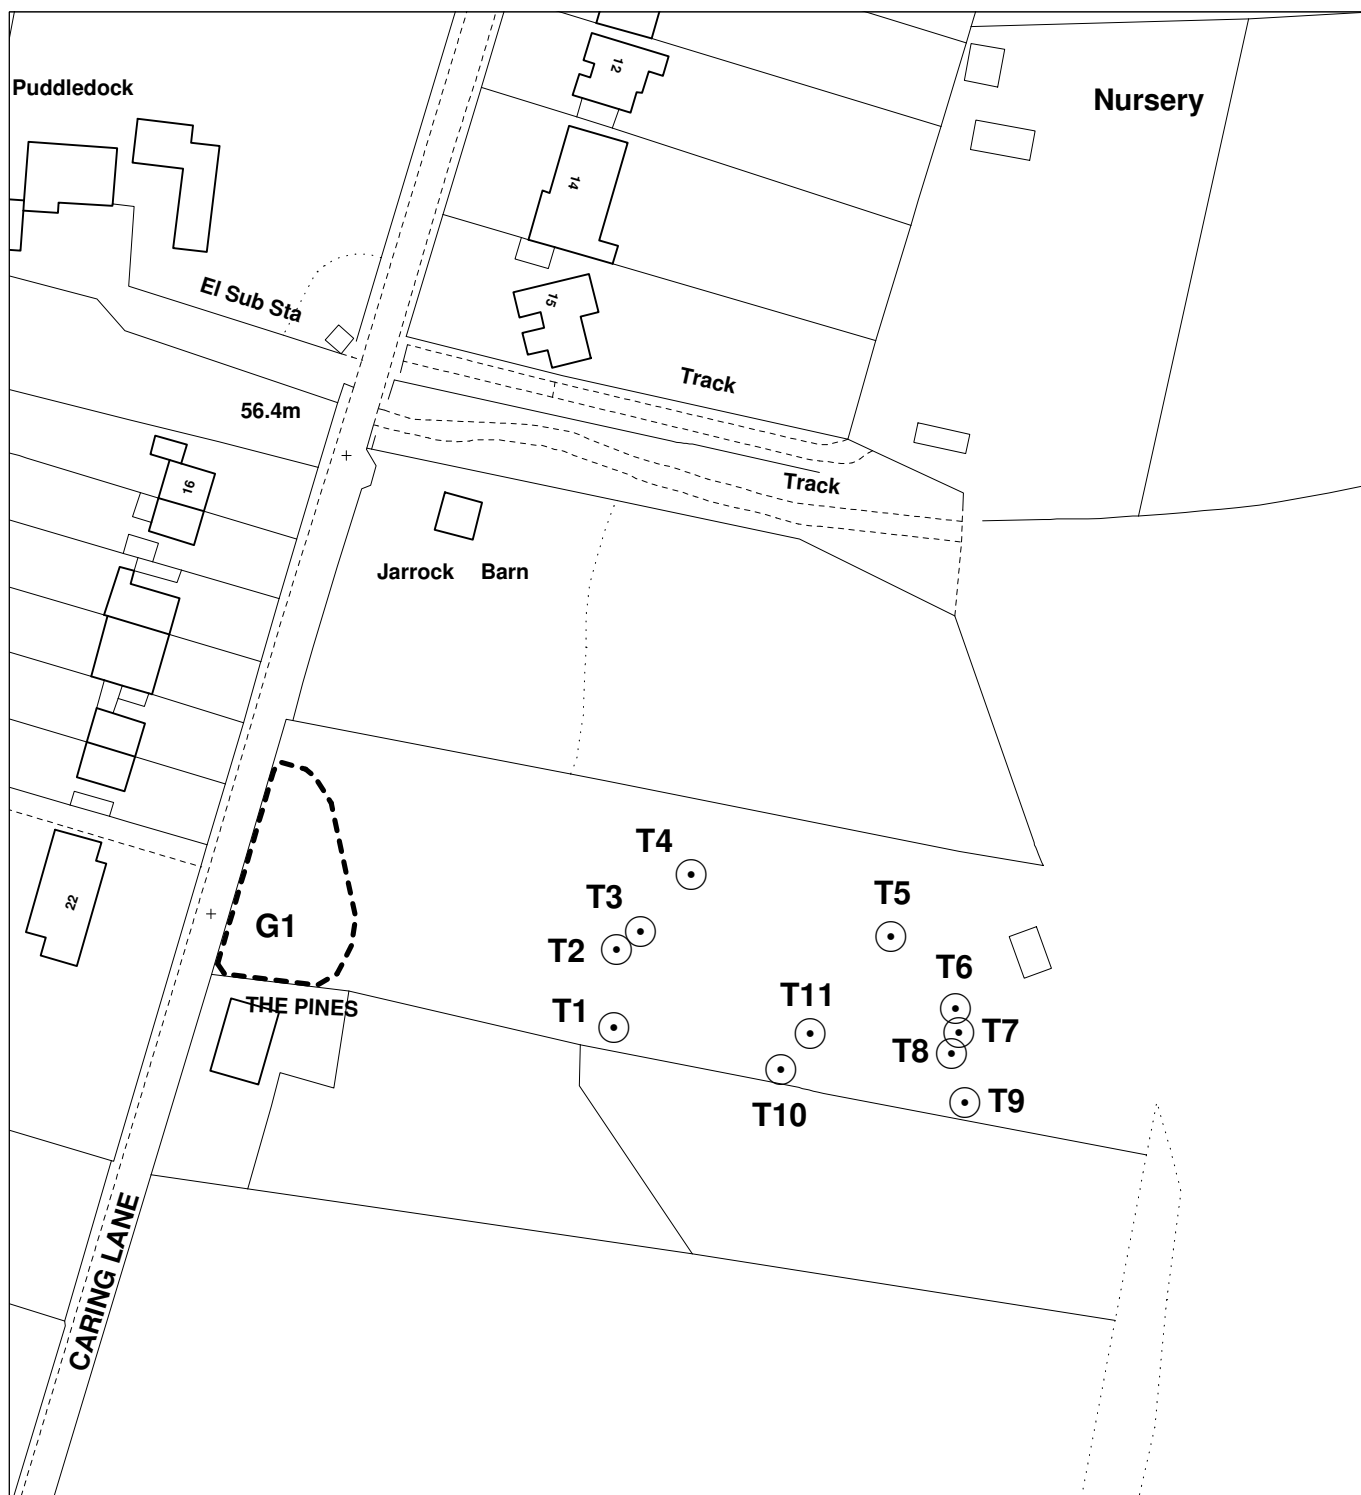 12
Puddledock
Nursery
14
El Sub Sta
15
Track
56.4m
Track
16
Jarrock Barn
T4
T3
T5
22
G1
T2
T6
T11
THE PINES
T1
T7
T8
T9
T10
CARING LANE